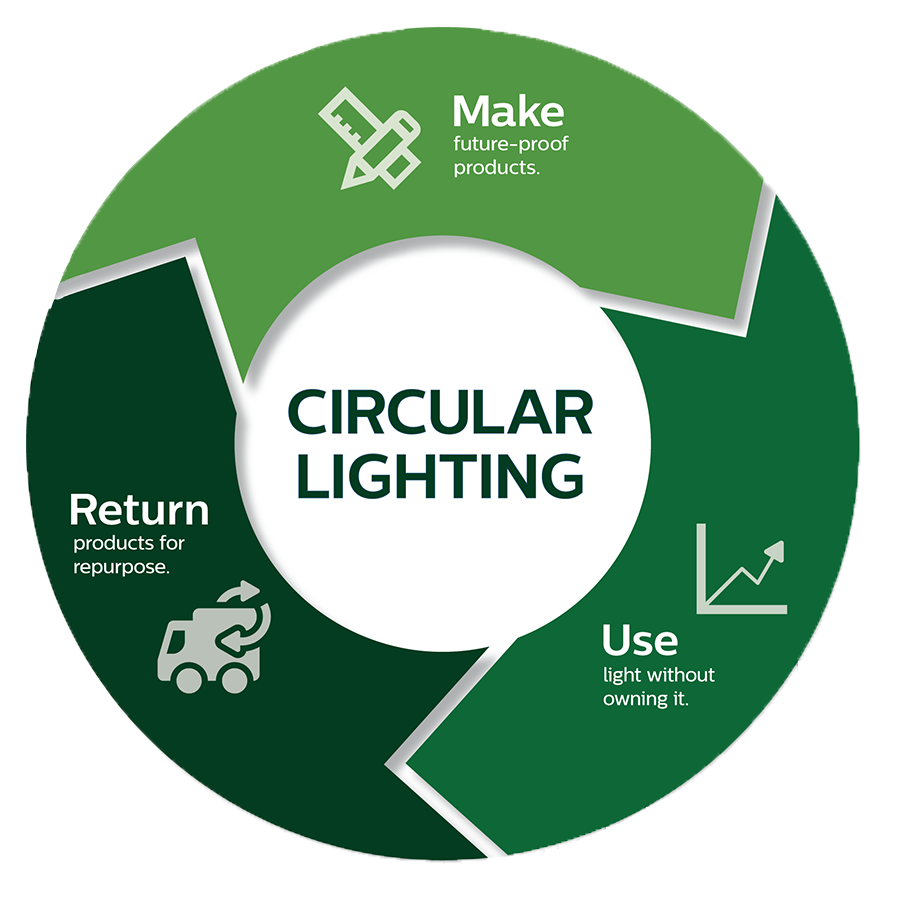 Make
future-proof
products.
CIRCULAR
LIGHTING
Return
products for
repurpose.
Use
light without
owning it.